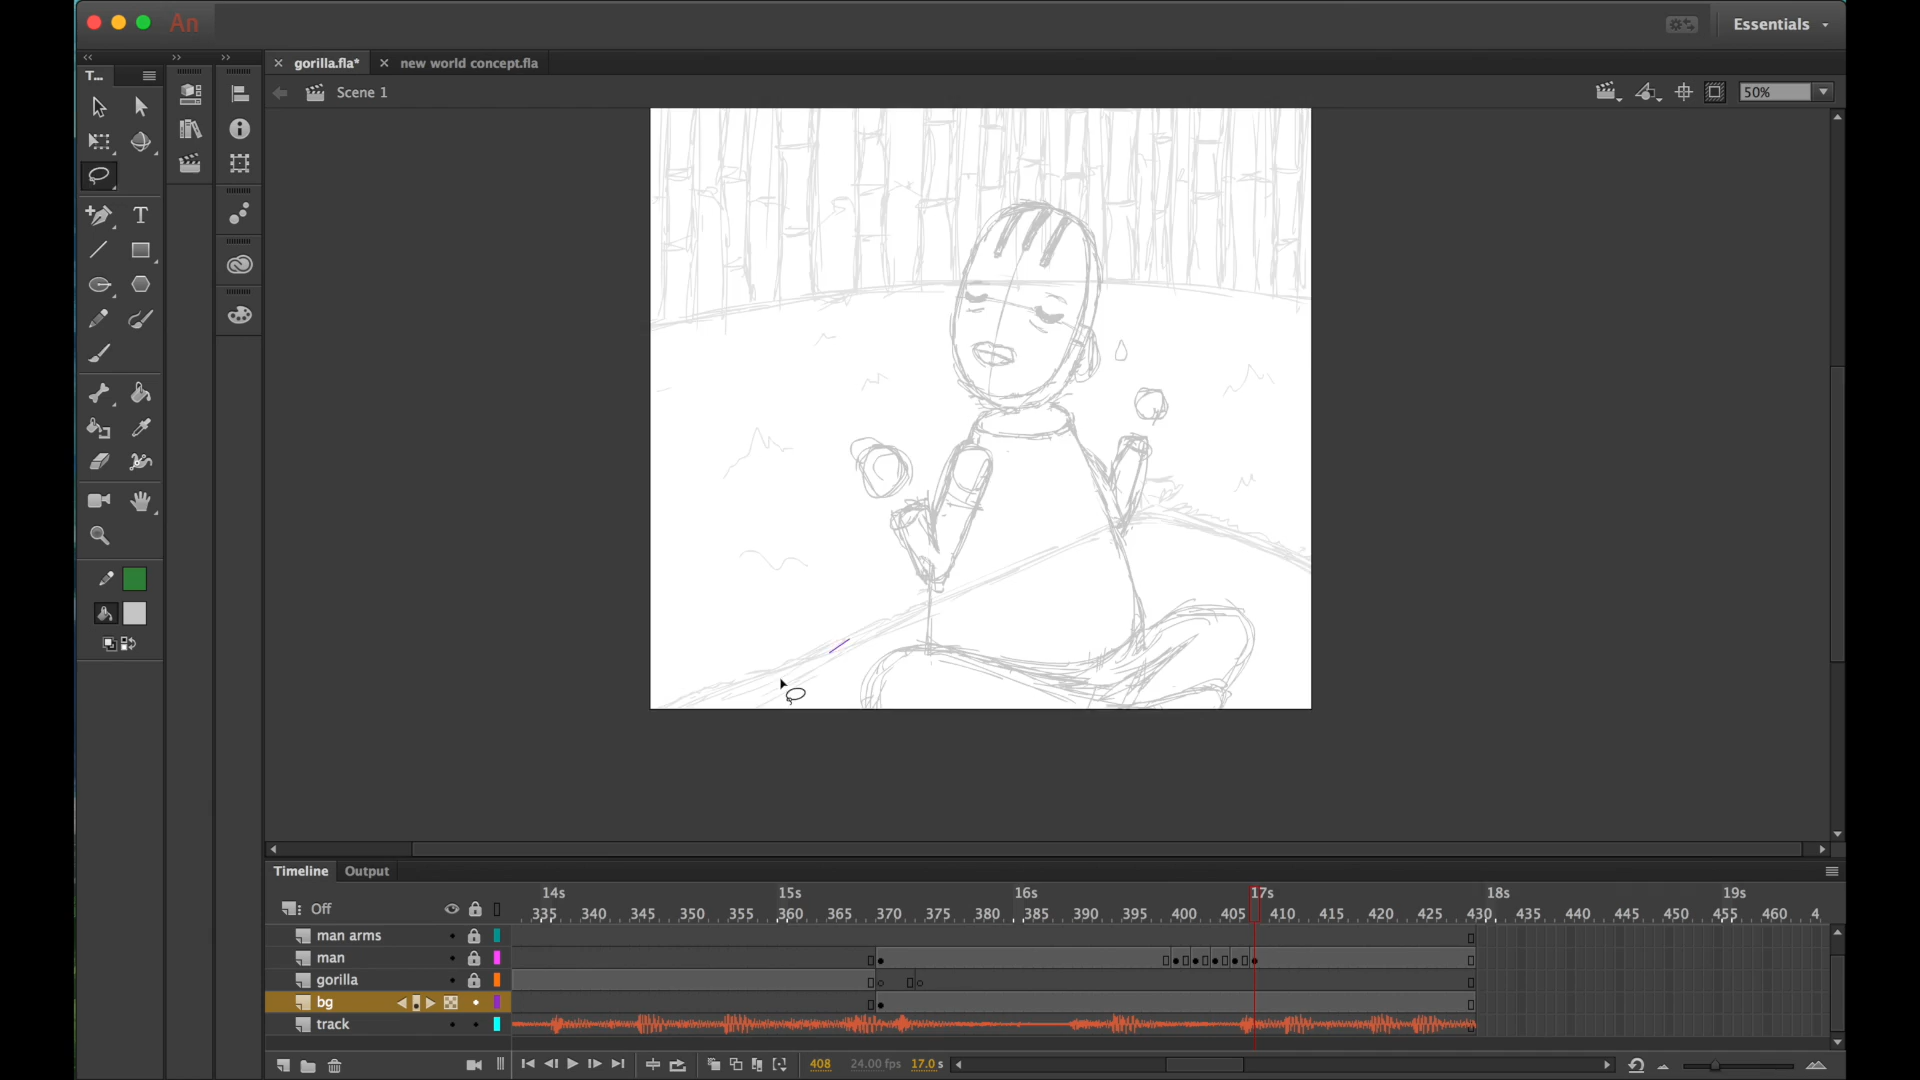 An
Essentials
T...
gorilla.fla*
new world concept.fla
Scene 1
50%
T
Timeline
Output
14s 15s 16s 17s 18s 19s
Off
335 340 345 350 355 360 365 370 375 380 385 390 395 400 405 410 415 420 425 430 435 440 445 450 455 460 4
man arms
man
gorilla
bg
track
408 24.00 fps 17.0 s